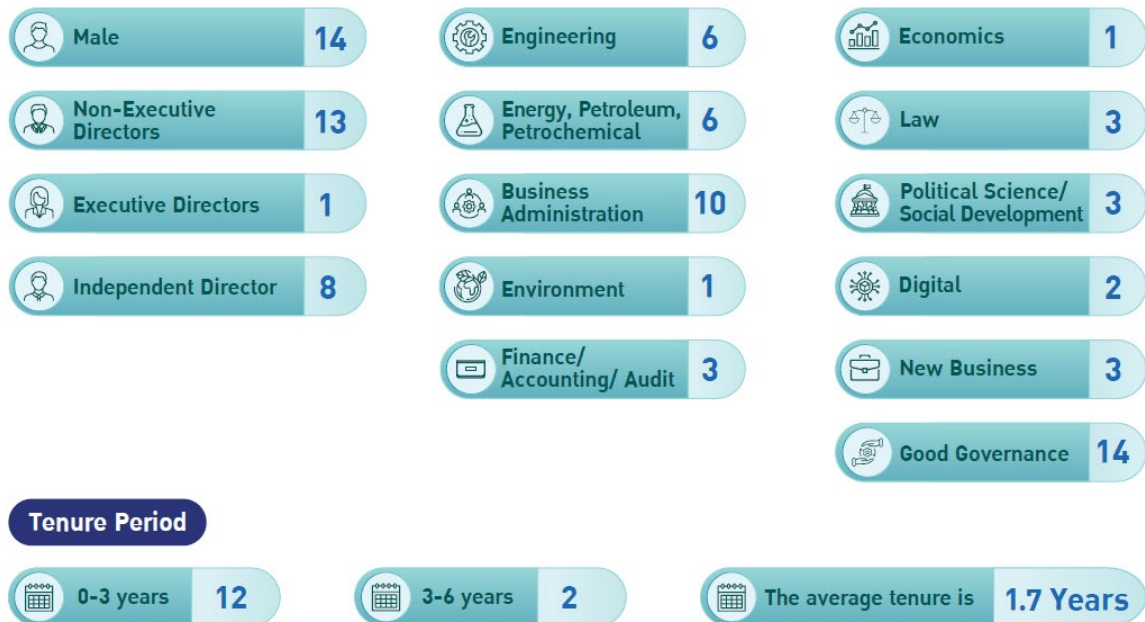 Male 14
Non-Executive
Directors 13
Executive Directors 1
Independent Director 8
Engineering 6
Energy, Petroleum,
Petrochemical 6
Business
Administration 10
Environment 1
Finance/
Accounting/ Audit 3
Economics 1
Law 3
Political Science/
Social Development 3
Digital 2
New Business 3
Good Governance 14
Tenure Period
0-3 years 12
3-6 years 2
The average tenure is 1.7 Years